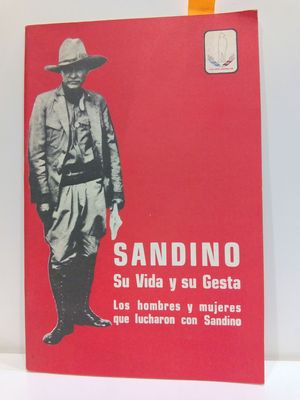 SANDINO
Su Vida y su Gesta
Los hombres y mujeres
que lucharon con Sandino